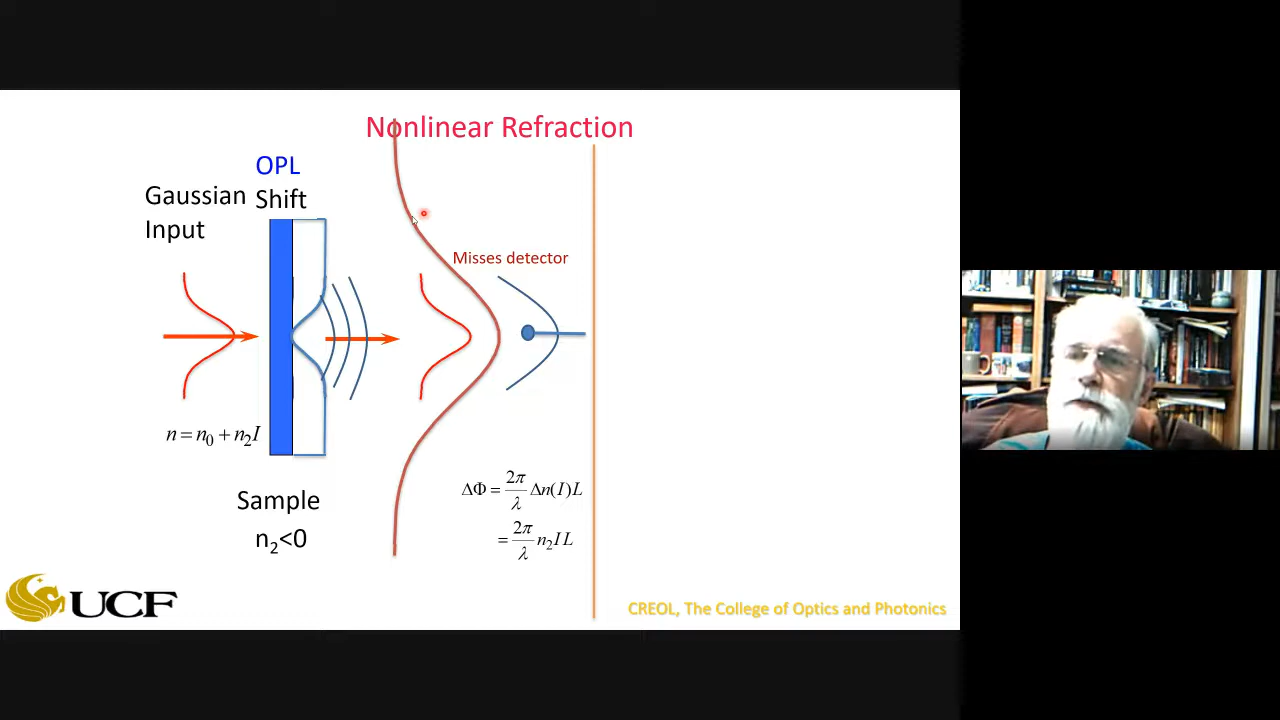 Nonlinear Refraction
OPL
Shift
Gaussian
Input
Misses detector
n = n₀ + n₂I
ΔΦ = 2π/λ Δn(I)L
= 2π/λ n₂IL
Sample
n₂<0
UCF
CREOL, The College of Optics and Photonics